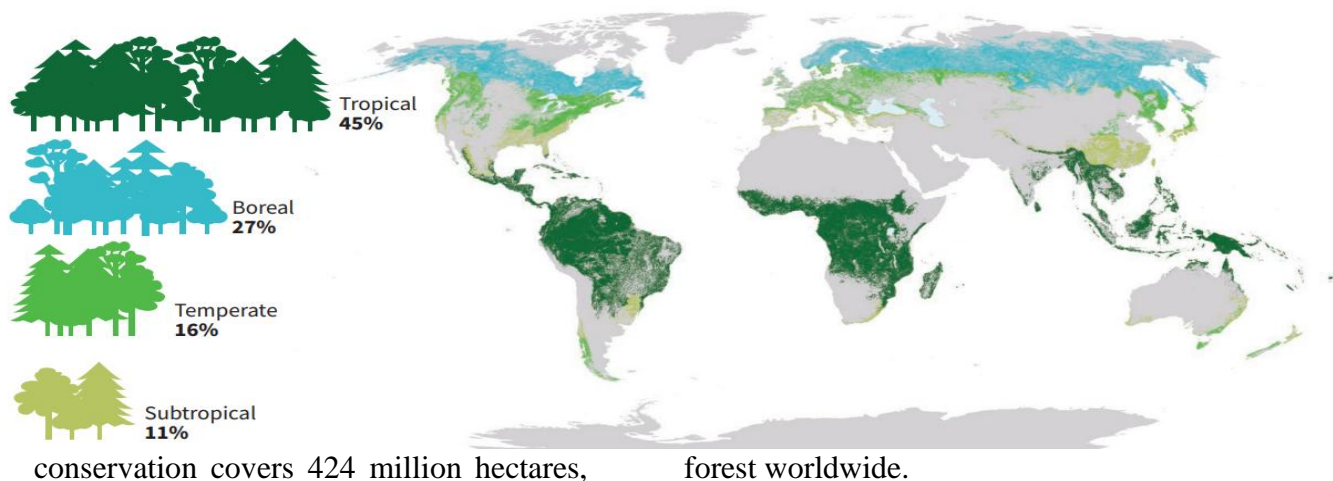 Tropical
45%
Boreal
27%
Temperate
16%
Subtropical
11%
conservation covers 424 million hectares,
forest worldwide.